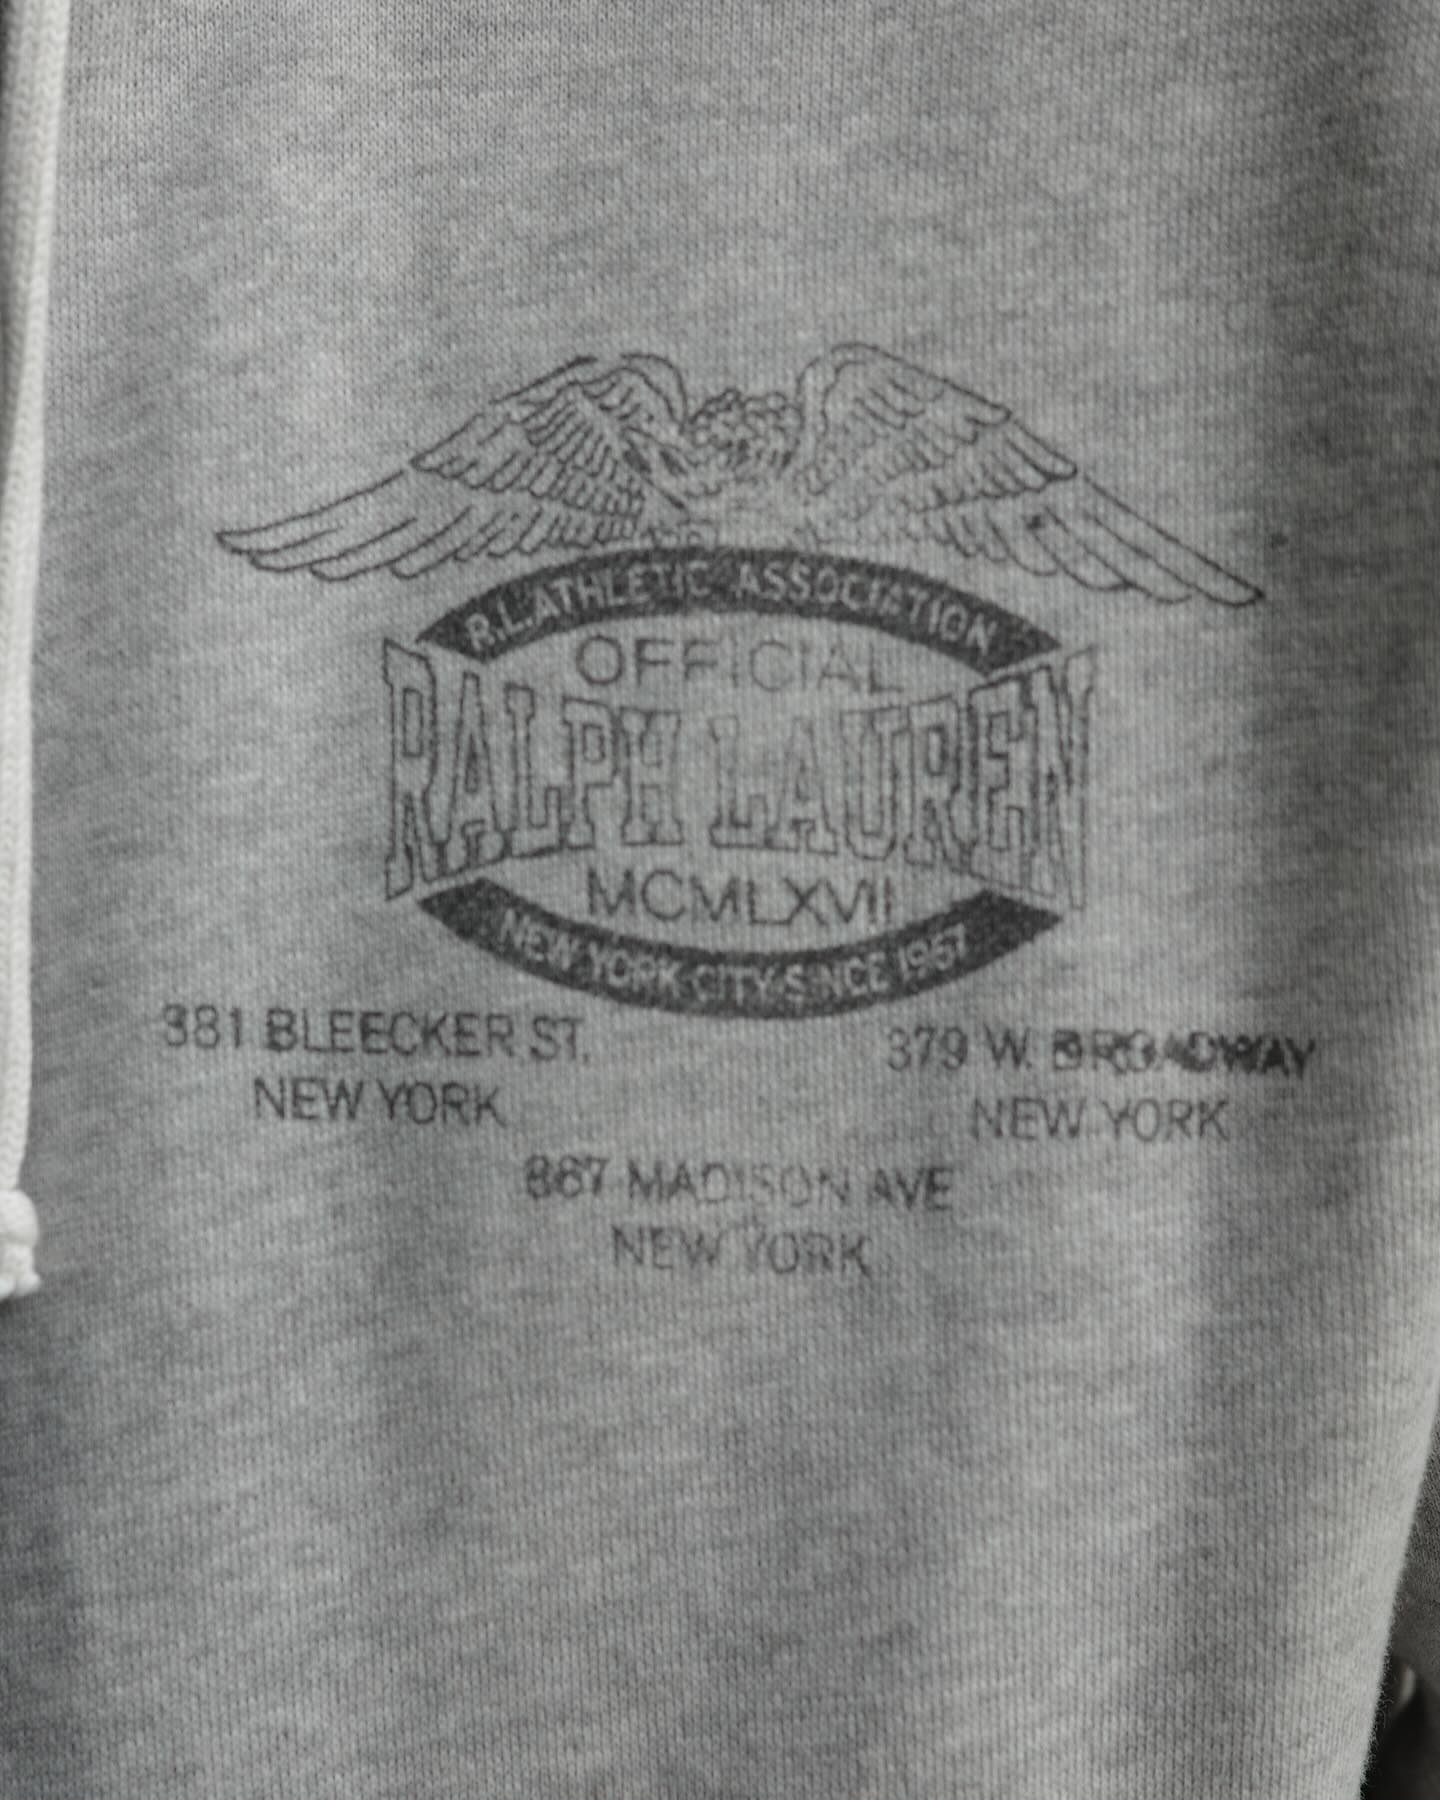 R.L. ATHLETIC ASSOCIATION
OFFICIAL
RALPH LAUREN
MCMLXVII
NEW YORK CITY SINCE 1967
381 BLEECKER ST.
NEW YORK
379 W. BROADWAY
NEW YORK
867 MADISON AVE
NEW YORK